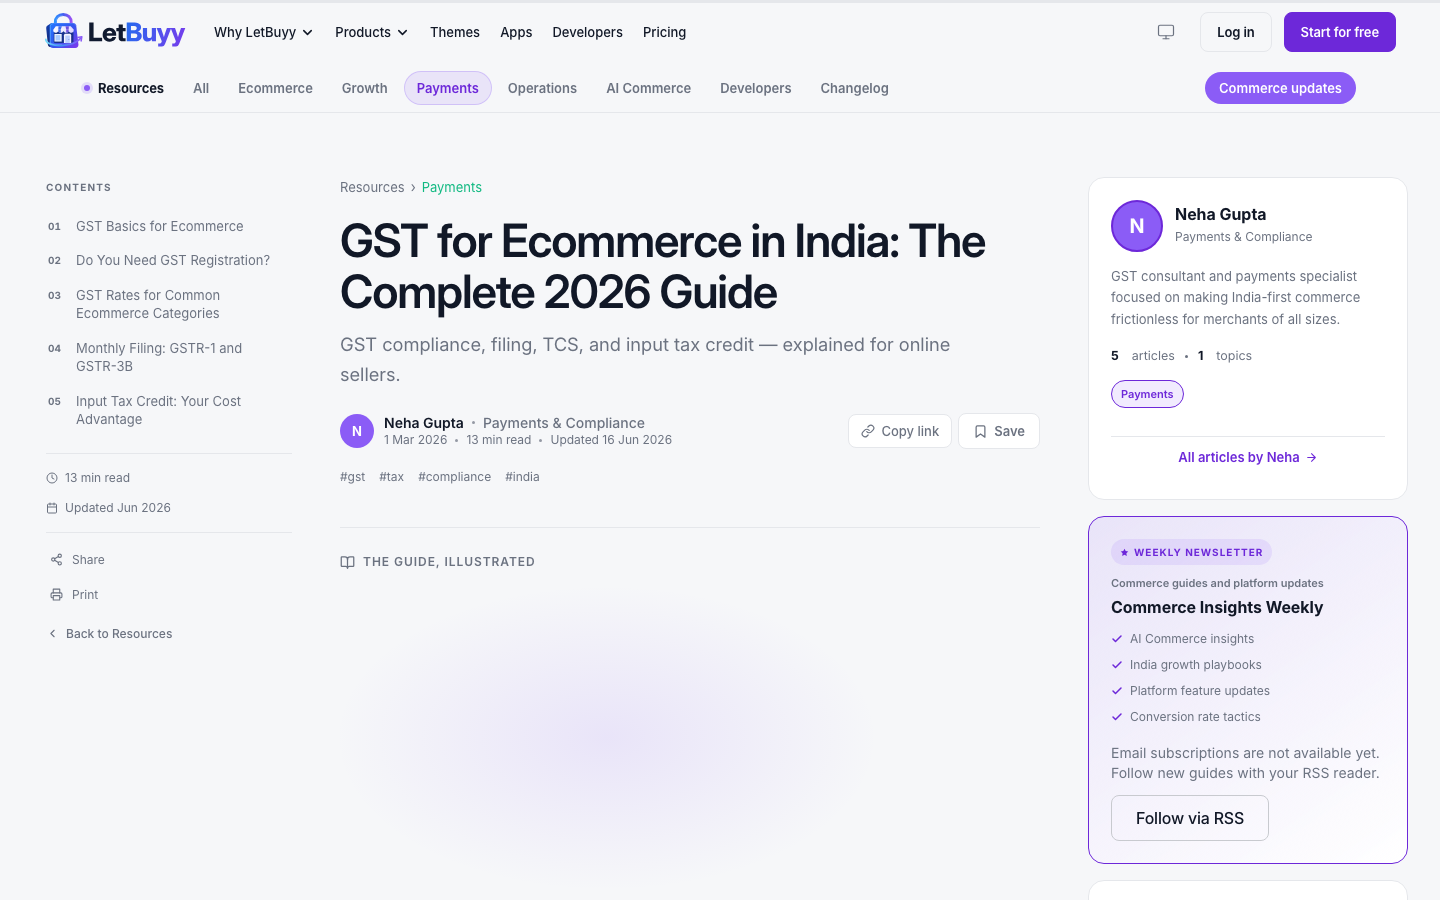 LetBuyy
Why LetBuyy
Products
Themes
Apps
Developers
Pricing
Log in
Start for free
Resources
All
Ecommerce
Growth
Payments
Operations
AI Commerce
Developers
Changelog
Commerce updates
CONTENTS
01 GST Basics for Ecommerce
02 Do You Need GST Registration?
03 GST Rates for Common
Ecommerce Categories
04 Monthly Filing: GSTR-1 and
GSTR-3B
05 Input Tax Credit: Your Cost
Advantage
13 min read
Updated Jun 2026
Share
Print
Back to Resources
Resources › Payments
GST for Ecommerce in India: The
Complete 2026 Guide
GST compliance, filing, TCS, and input tax credit — explained for online
sellers.
N
Neha Gupta • Payments & Compliance
1 Mar 2026 • 13 min read • Updated 16 Jun 2026
Copy link
Save
#gst #tax #compliance #india
THE GUIDE, ILLUSTRATED
N
Neha Gupta
Payments & Compliance
GST consultant and payments specialist
focused on making India-first commerce
frictionless for merchants of all sizes.
5 articles • 1 topics
Payments
All articles by Neha →
★ WEEKLY NEWSLETTER
Commerce guides and platform updates
Commerce Insights Weekly
AI Commerce insights
India growth playbooks
Platform feature updates
Conversion rate tactics
Email subscriptions are not available yet.
Follow new guides with your RSS reader.
Follow via RSS